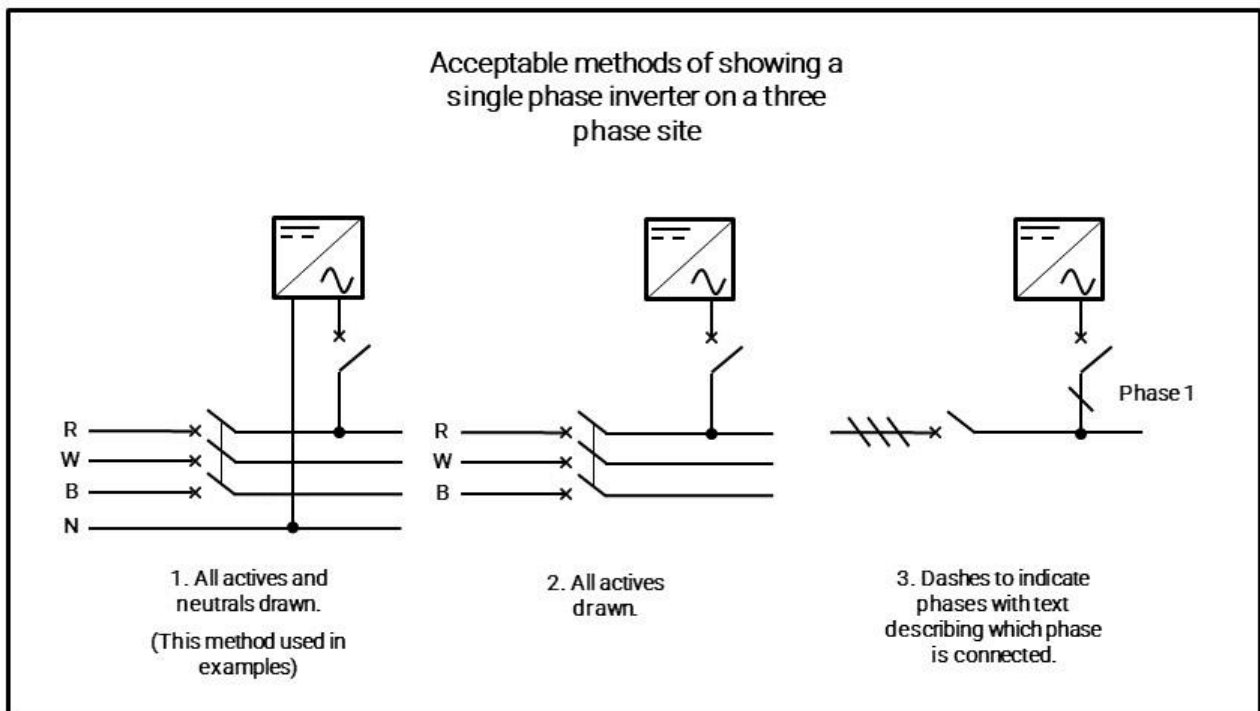 Acceptable methods of showing a
single phase inverter on a three
phase site
R
W
B
N
R
W
B
Phase 1
1. All actives and
neutrals drawn.
(This method used in
examples)
2. All actives
drawn.
3. Dashes to indicate
phases with text
describing which phase
is connected.